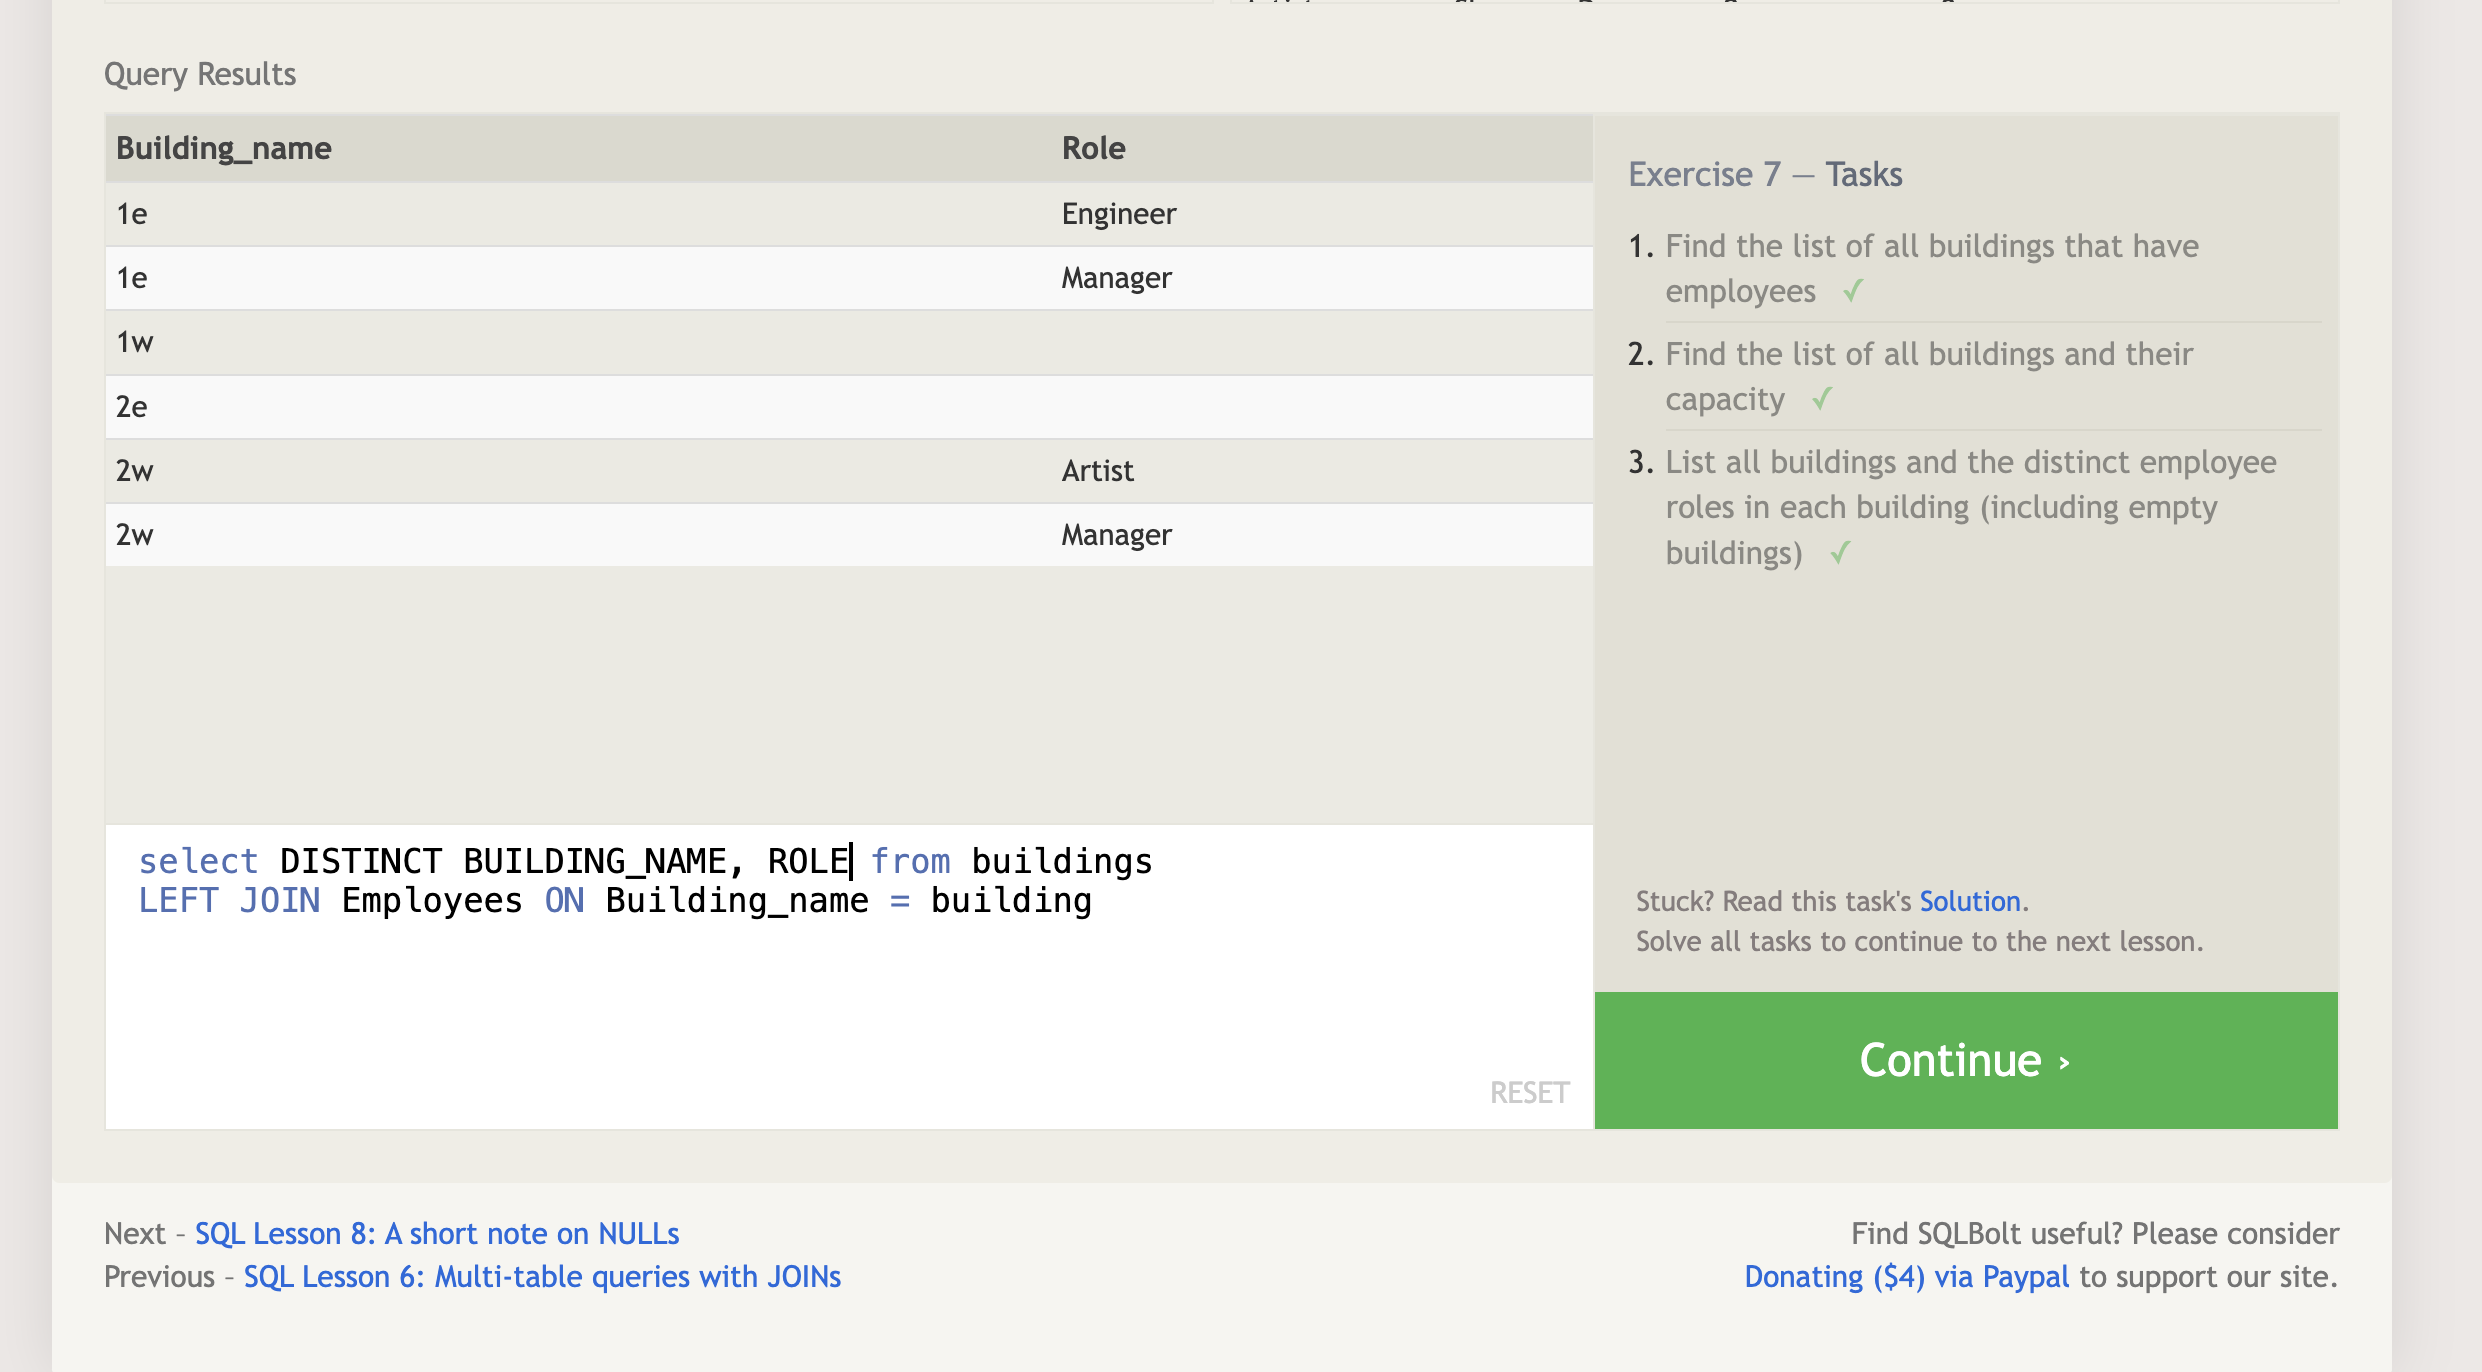 Query Results
Building_name Role
1e Engineer
1e Manager
1w
2e
2w Artist
2w Manager
select DISTINCT BUILDING_NAME, ROLE from buildings
LEFT JOIN Employees ON Building_name = building
RESET
Exercise 7 — Tasks
1. Find the list of all buildings that have
employees ✓
2. Find the list of all buildings and their
capacity ✓
3. List all buildings and the distinct employee
roles in each building (including empty
buildings) ✓
Stuck? Read this task's Solution.
Solve all tasks to continue to the next lesson.
Continue ›
Next – SQL Lesson 8: A short note on NULLs
Previous – SQL Lesson 6: Multi-table queries with JOINs
Find SQLBolt useful? Please consider
Donating ($4) via Paypal to support our site.